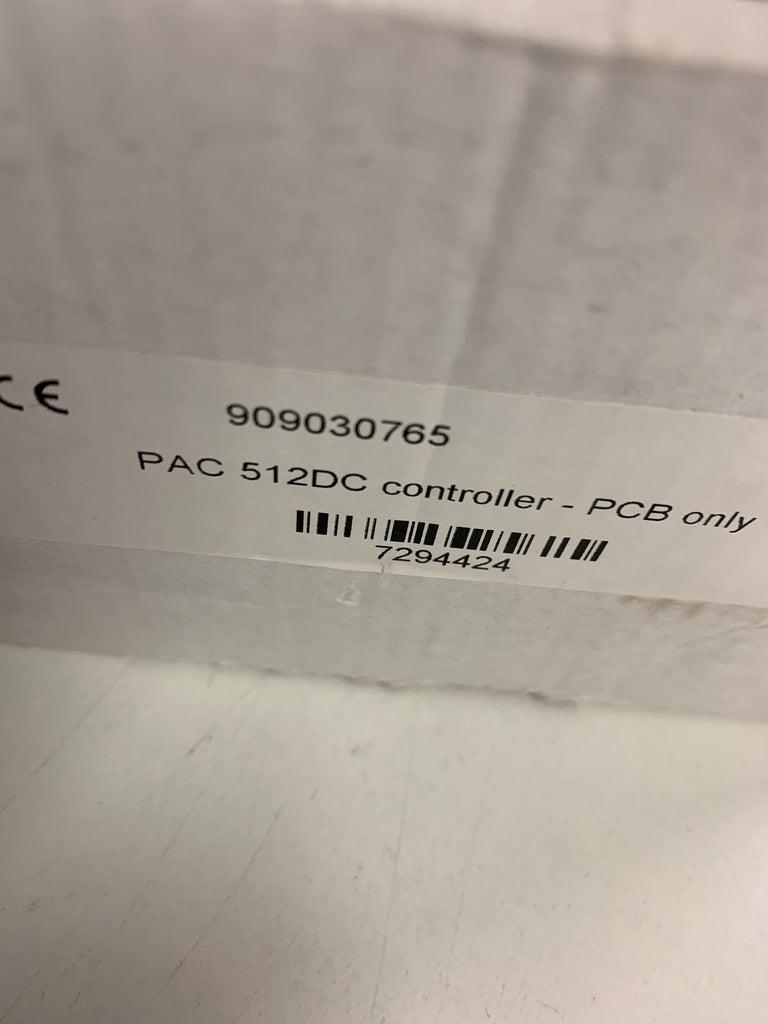 CE
909030765
PAC 512DC controller - PCB only
7294424